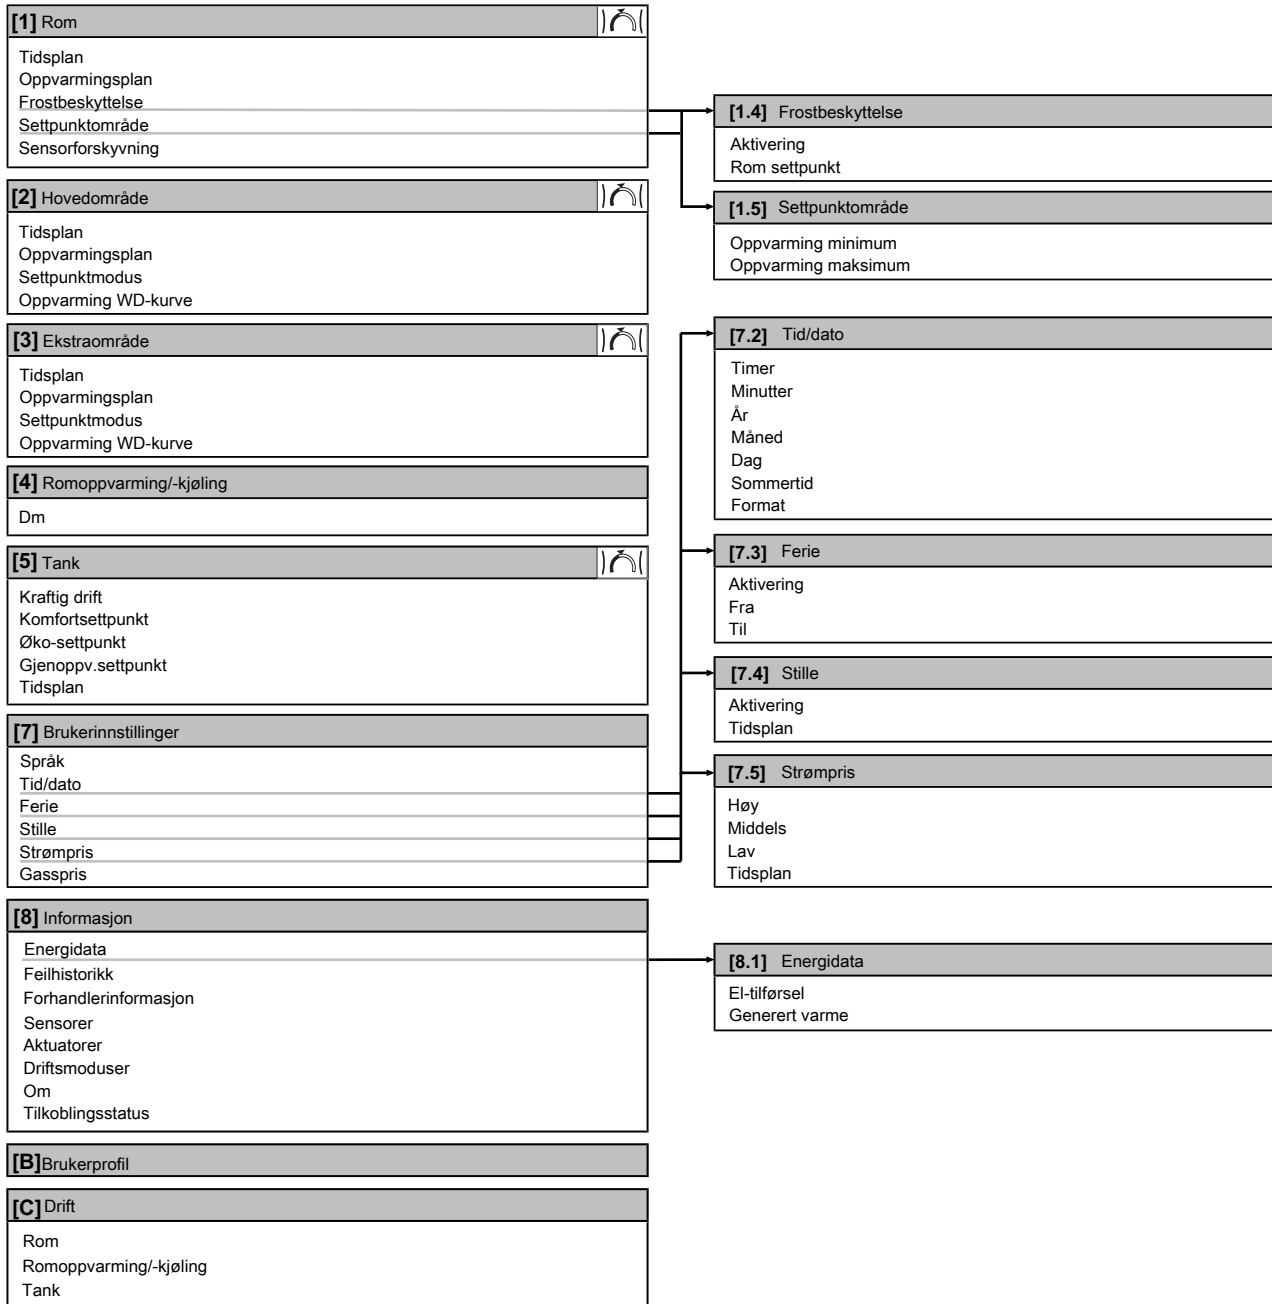 [1] Rom
Tidsplan
Oppvarmingsplan
Frostbeskyttelse
Settpunktområde
Sensorforskyvning
[2] Hovedområde
Tidsplan
Oppvarmingsplan
Settpunktmodus
Oppvarming WD-kurve
[3] Ekstraområde
Tidsplan
Oppvarmingsplan
Settpunktmodus
Oppvarming WD-kurve
[4] Romoppvarming/-kjøling
Dm
[5] Tank
Kraftig drift
Komfortsettpunkt
Øko-settpunkt
Gjenoppv.settpunkt
Tidsplan
[7] Brukerinnstillinger
Språk
Tid/dato
Ferie
Stille
Strømpris
Gasspris
[8] Informasjon
Energidata
Feilhistorikk
Forhandlerinformasjon
Sensorer
Aktuatorer
Driftsmoduser
Om
Tilkoblingsstatus
[B] Brukerprofil
[C] Drift
Rom
Romoppvarming/-kjøling
Tank
[1.4] Frostbeskyttelse
Aktivering
Rom settpunkt
[1.5] Settpunktområde
Oppvarming minimum
Oppvarming maksimum
[7.2] Tid/dato
Timer
Minutter
År
Måned
Dag
Sommertid
Format
[7.3] Ferie
Aktivering
Fra
Til
[7.4] Stille
Aktivering
Tidsplan
[7.5] Strømpris
Høy
Middels
Lav
Tidsplan
[8.1] Energidata
El-tilførsel
Generert varme